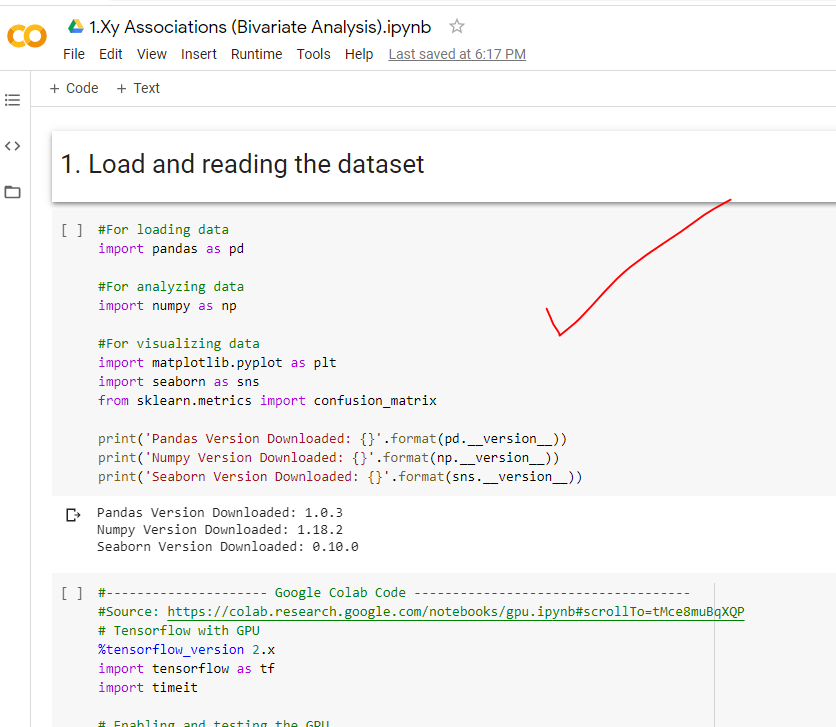 1.Xy Associations (Bivariate Analysis).ipynb
File Edit View Insert Runtime Tools Help Last saved at 6:17 PM
+ Code + Text
1. Load and reading the dataset
[ ] #For loading data
import pandas as pd
#For analyzing data
import numpy as np
#For visualizing data
import matplotlib.pyplot as plt
import seaborn as sns
from sklearn.metrics import confusion_matrix
print('Pandas Version Downloaded: {}'.format(pd.__version__))
print('Numpy Version Downloaded: {}'.format(np.__version__))
print('Seaborn Version Downloaded: {}'.format(sns.__version__))
Pandas Version Downloaded: 1.0.3
Numpy Version Downloaded: 1.18.2
Seaborn Version Downloaded: 0.10.0
[ ] #--------------------- Google Colab Code ------------------------------------
#Source: https://colab.research.google.com/notebooks/gpu.ipynb#scrollTo=tMce8muBqXQP
# Tensorflow with GPU
%tensorflow_version 2.x
import tensorflow as tf
import timeit
# Enabling and testing the GPU